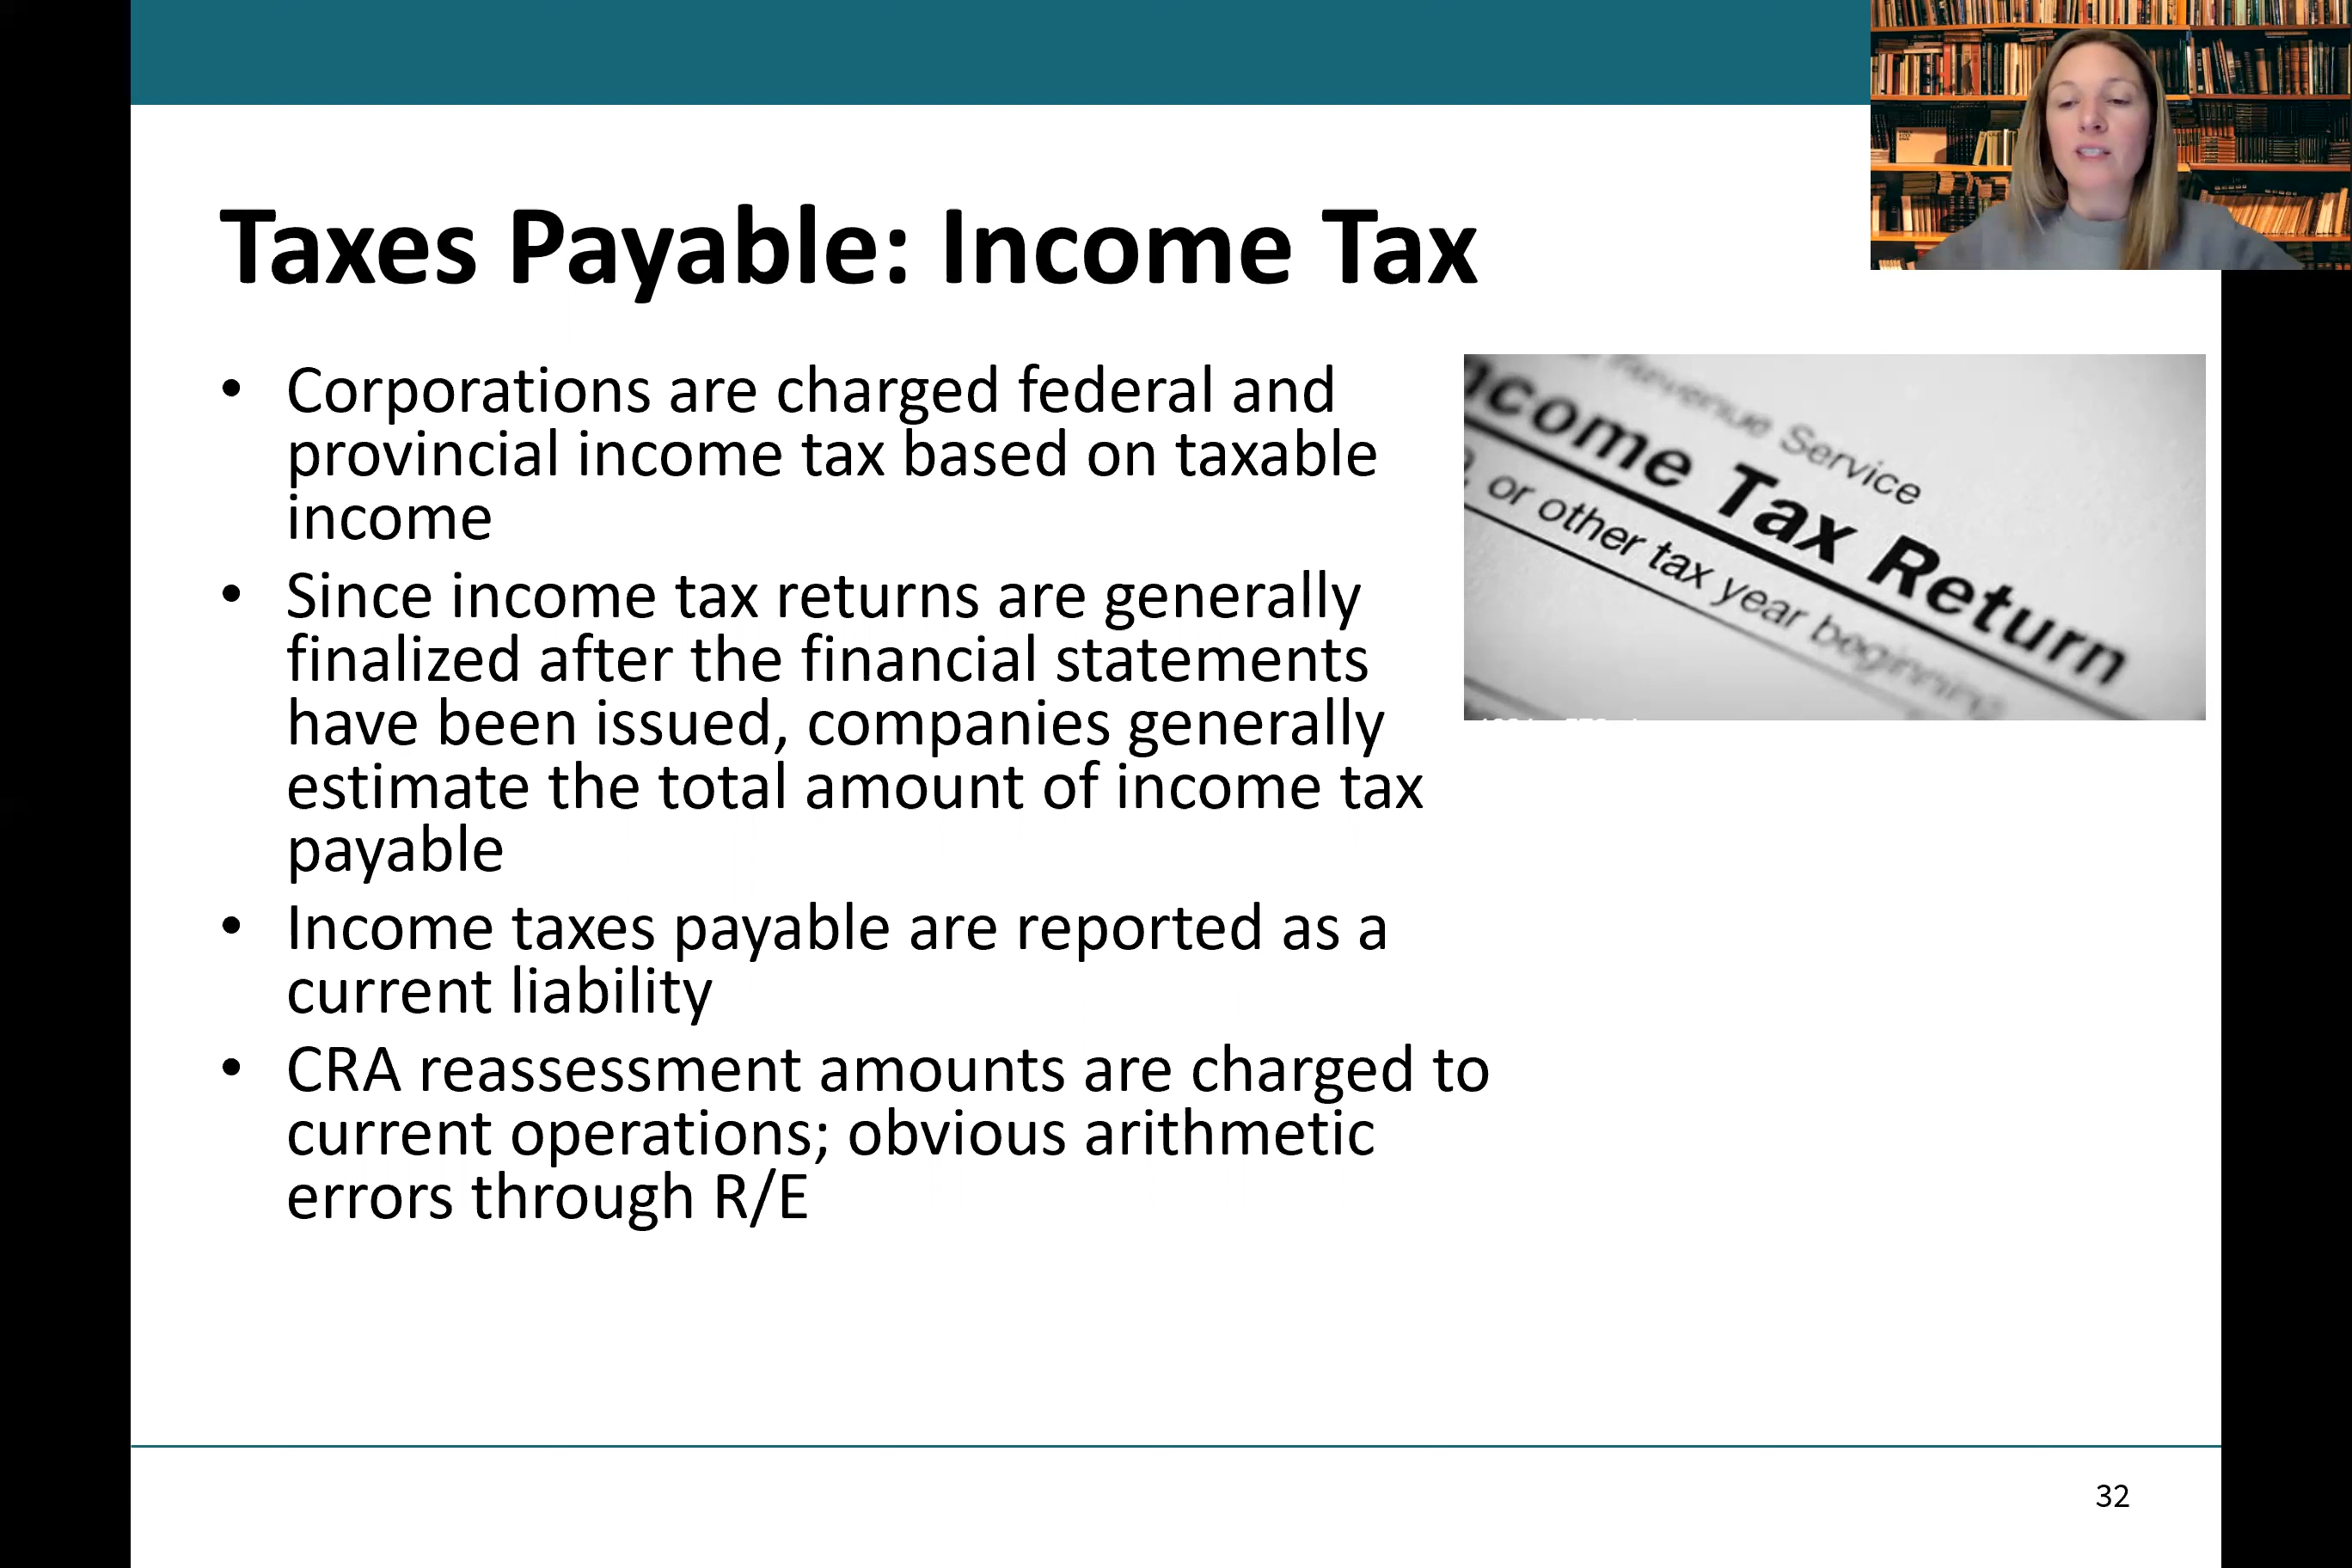 Taxes Payable: Income Tax
• Corporations are charged federal and
provincial income tax based on taxable
income
• Since income tax returns are generally
finalized after the financial statements
have been issued, companies generally
estimate the total amount of income tax
payable
• Income taxes payable are reported as a
current liability
• CRA reassessment amounts are charged to
current operations; obvious arithmetic
errors through R/E
Revenue Service
ncome Tax Return
, or other tax year beginning
32